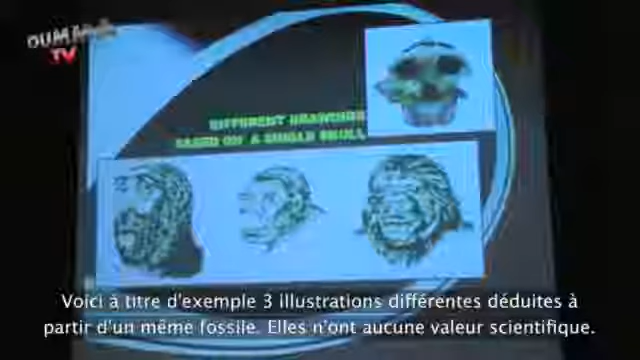 OUMMA
TV
DIFFERENT DRAWINGS
BASED ON A SINGLE SKULL
Voici à titre d'exemple 3 illustrations différentes déduites à
partir d'un même fossile. Elles n'ont aucune valeur scientifique.